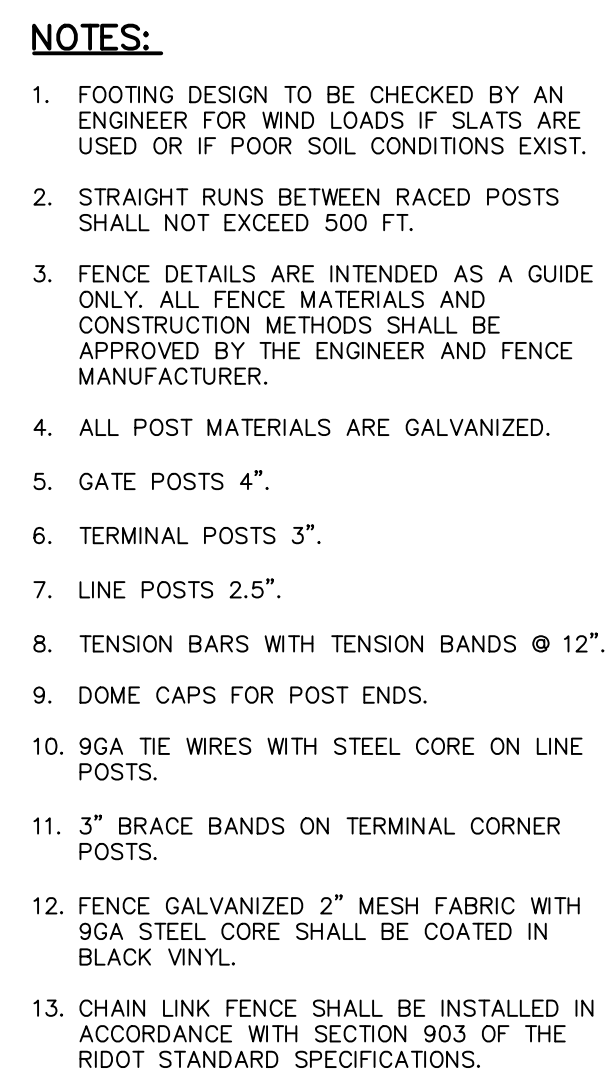 NOTES:
1. FOOTING DESIGN TO BE CHECKED BY AN
ENGINEER FOR WIND LOADS IF SLATS ARE
USED OR IF POOR SOIL CONDITIONS EXIST.
2. STRAIGHT RUNS BETWEEN RACED POSTS
SHALL NOT EXCEED 500 FT.
3. FENCE DETAILS ARE INTENDED AS A GUIDE
ONLY. ALL FENCE MATERIALS AND
CONSTRUCTION METHODS SHALL BE
APPROVED BY THE ENGINEER AND FENCE
MANUFACTURER.
4. ALL POST MATERIALS ARE GALVANIZED.
5. GATE POSTS 4”.
6. TERMINAL POSTS 3”.
7. LINE POSTS 2.5”.
8. TENSION BARS WITH TENSION BANDS @ 12”.
9. DOME CAPS FOR POST ENDS.
10. 9GA TIE WIRES WITH STEEL CORE ON LINE
POSTS.
11. 3” BRACE BANDS ON TERMINAL CORNER
POSTS.
12. FENCE GALVANIZED 2” MESH FABRIC WITH
9GA STEEL CORE SHALL BE COATED IN
BLACK VINYL.
13. CHAIN LINK FENCE SHALL BE INSTALLED IN
ACCORDANCE WITH SECTION 903 OF THE
RIDOT STANDARD SPECIFICATIONS.